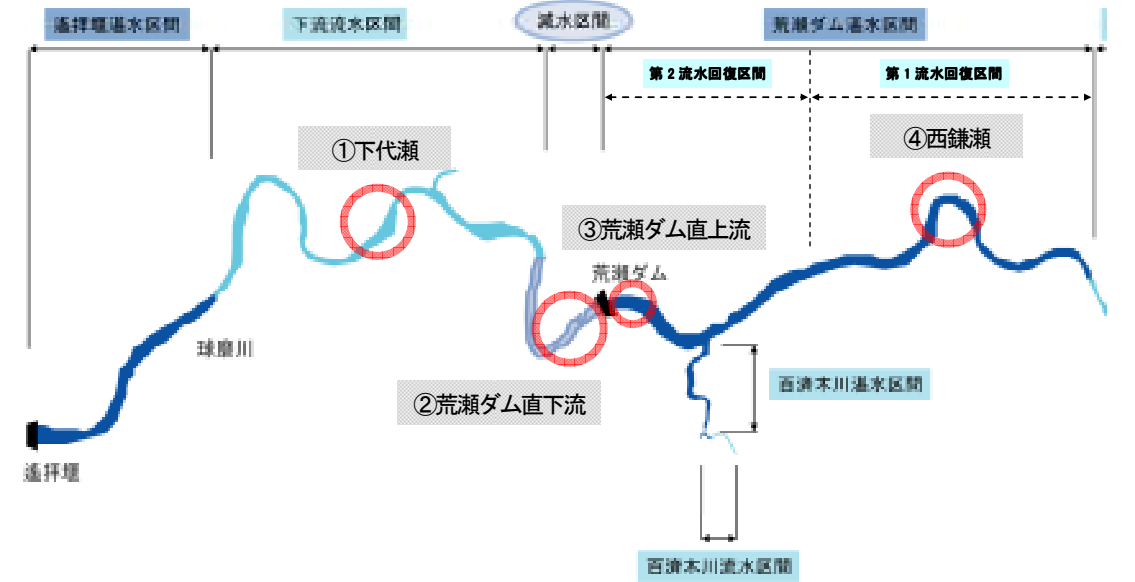 遙拝堰湛水区間
下流流水区間
減水区間
荒瀬ダム湛水区間
第2流水回復区間
第1流水回復区間
①下代瀬
④西鎌瀬
③荒瀬ダム直上流
荒瀬ダム
球磨川
②荒瀬ダム直下流
百済木川湛水区間
遙拝堰
百済木川流水区間